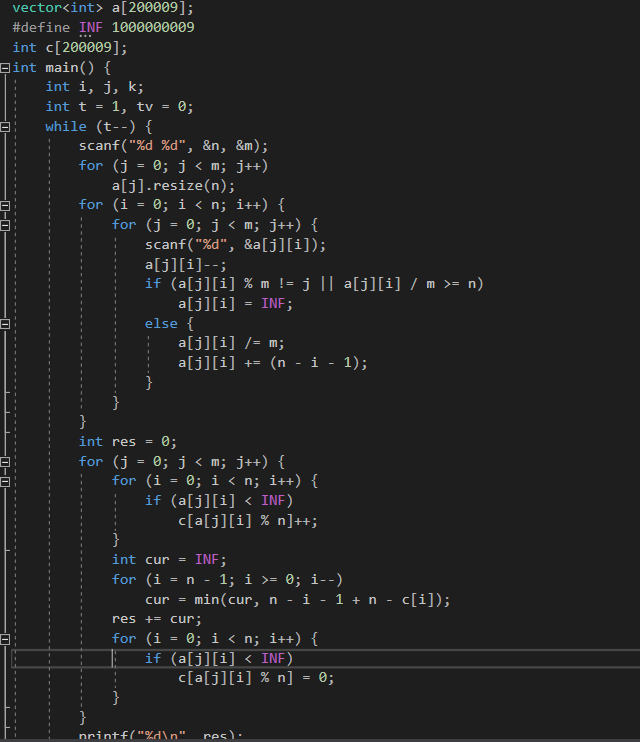 vector<int> a[200009];
#define INF 1000000009
int c[200009];
int main() {
    int i, j, k;
    int t = 1, tv = 0;
    while (t--) {
        scanf("%d %d", &n, &m);
        for (j = 0; j < m; j++)
            a[j].resize(n);
        for (i = 0; i < n; i++) {
            for (j = 0; j < m; j++) {
                scanf("%d", &a[j][i]);
                a[j][i]--;
                if (a[j][i] % m != j || a[j][i] / m >= n)
                    a[j][i] = INF;
                else {
                    a[j][i] /= m;
                    a[j][i] += (n - i - 1);
                }
            }
        }
        int res = 0;
        for (j = 0; j < m; j++) {
            for (i = 0; i < n; i++) {
                if (a[j][i] < INF)
                    c[a[j][i] % n]++;
            }
            int cur = INF;
            for (i = n - 1; i >= 0; i--)
                cur = min(cur, n - i - 1 + n - c[i]);
            res += cur;
            for (i = 0; i < n; i++) {
                if (a[j][i] < INF)
                    c[a[j][i] % n] = 0;
            }
        }
        printf("%d\n", res);